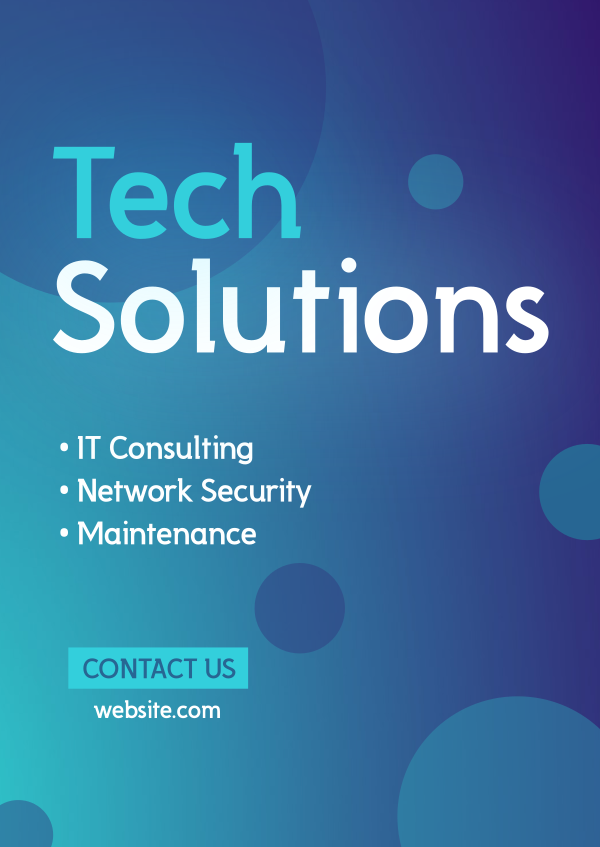 Tech
Solutions
• IT Consulting
• Network Security
• Maintenance
CONTACT US
website.com